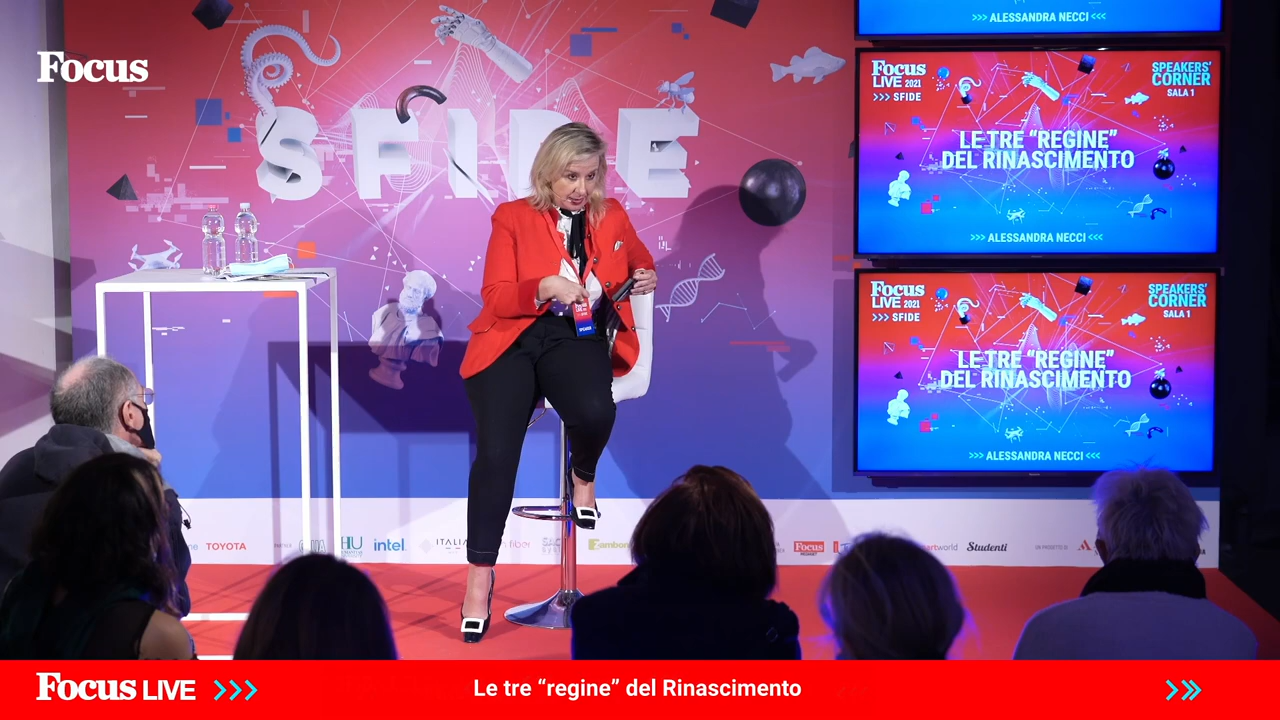 Focus
SFIDE
>>> ALESSANDRA NECCI <<<
Focus
LIVE 2021
>>> SFIDE
SPEAKERS'
CORNER
SALA 1
LE TRE “REGINE”
DEL RINASCIMENTO
>>> ALESSANDRA NECCI <<<
Focus
LIVE 2021
>>> SFIDE
SPEAKERS'
CORNER
SALA 1
LE TRE “REGINE”
DEL RINASCIMENTO
>>> ALESSANDRA NECCI <<<
TOYOTA
intel
Focus
Studenti
Focus LIVE >>> Le tre “regine” del Rinascimento